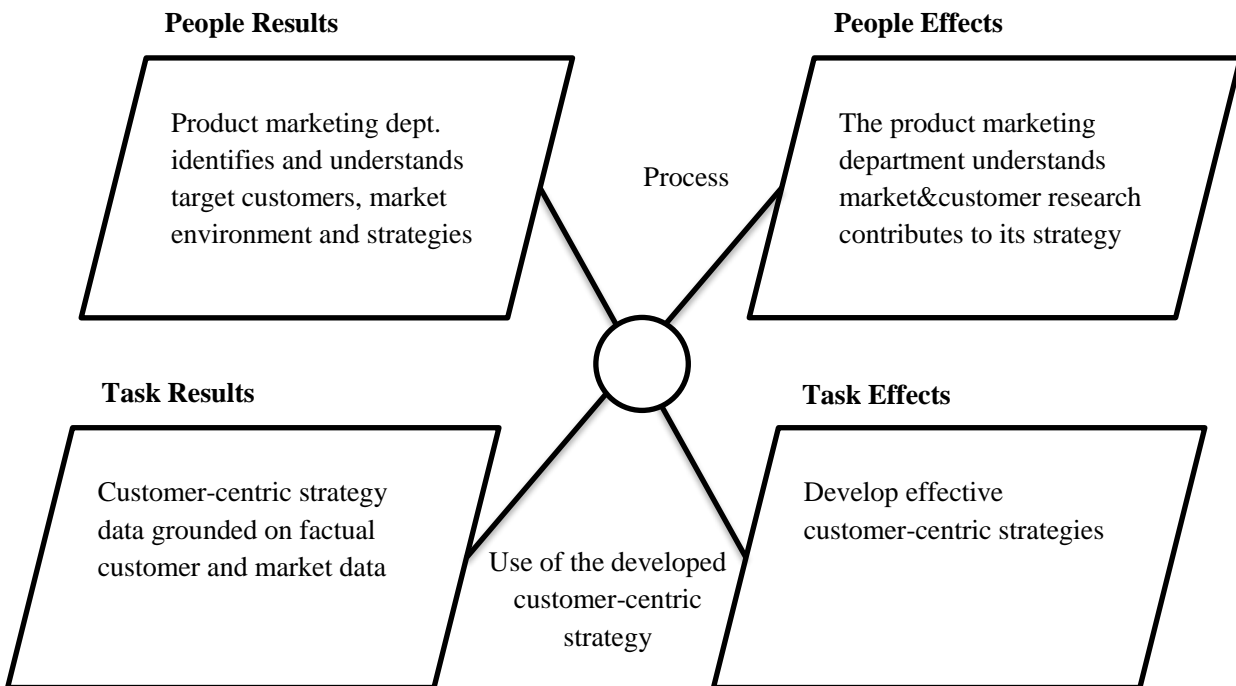 People Results
Product marketing dept.
identifies and understands
target customers, market
environment and strategies
People Effects
The product marketing
department understands
market&customer research
contributes to its strategy
Process
Task Results
Customer-centric strategy
data grounded on factual
customer and market data
Task Effects
Develop effective
customer-centric strategies
Use of the developed
customer-centric
strategy